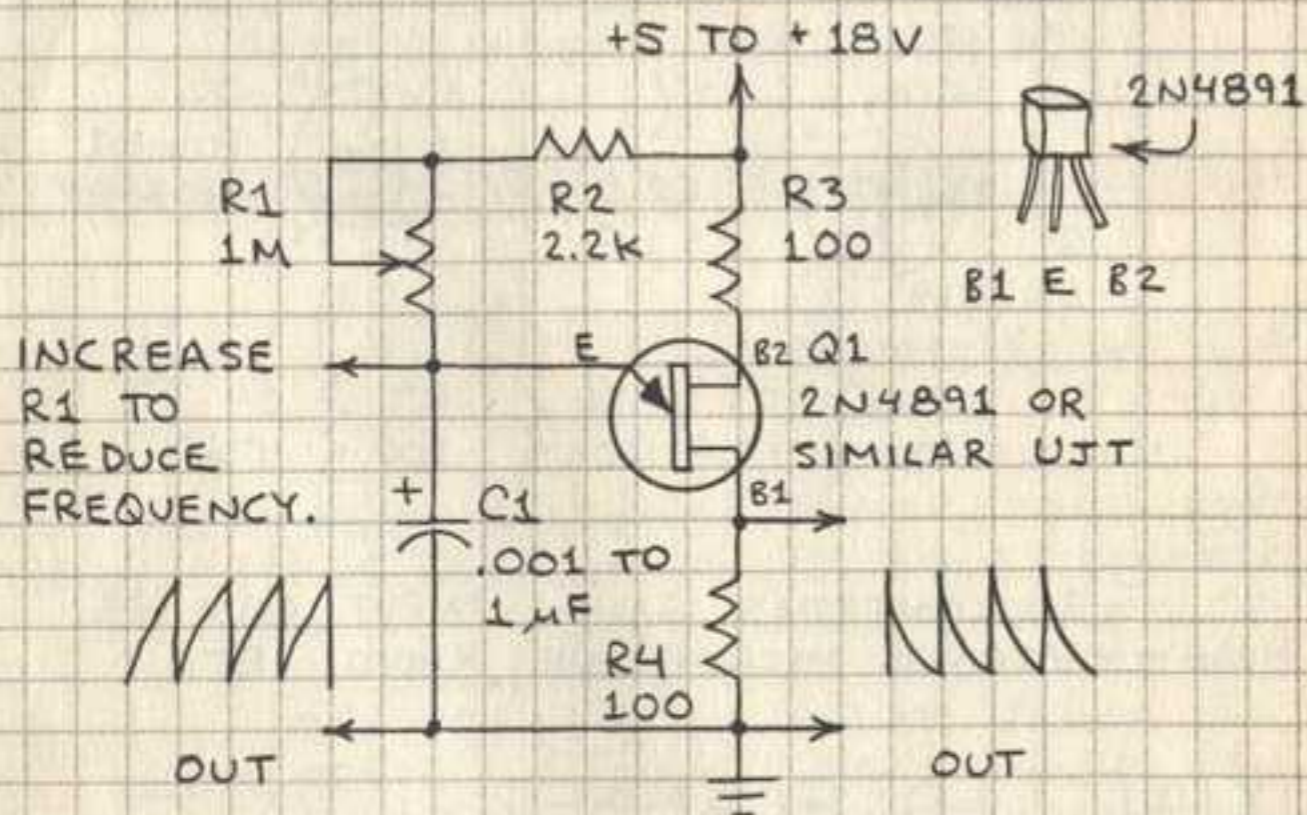 +5 TO +18V
2N4891
R1
1M
R2
2.2K
R3
100
B1 E B2
INCREASE
R1 TO
REDUCE
FREQUENCY.
E
B2 Q1
2N4891 OR
SIMILAR UJT
B1
+ C1
.001 TO
1µF
R4
100
OUT
OUT